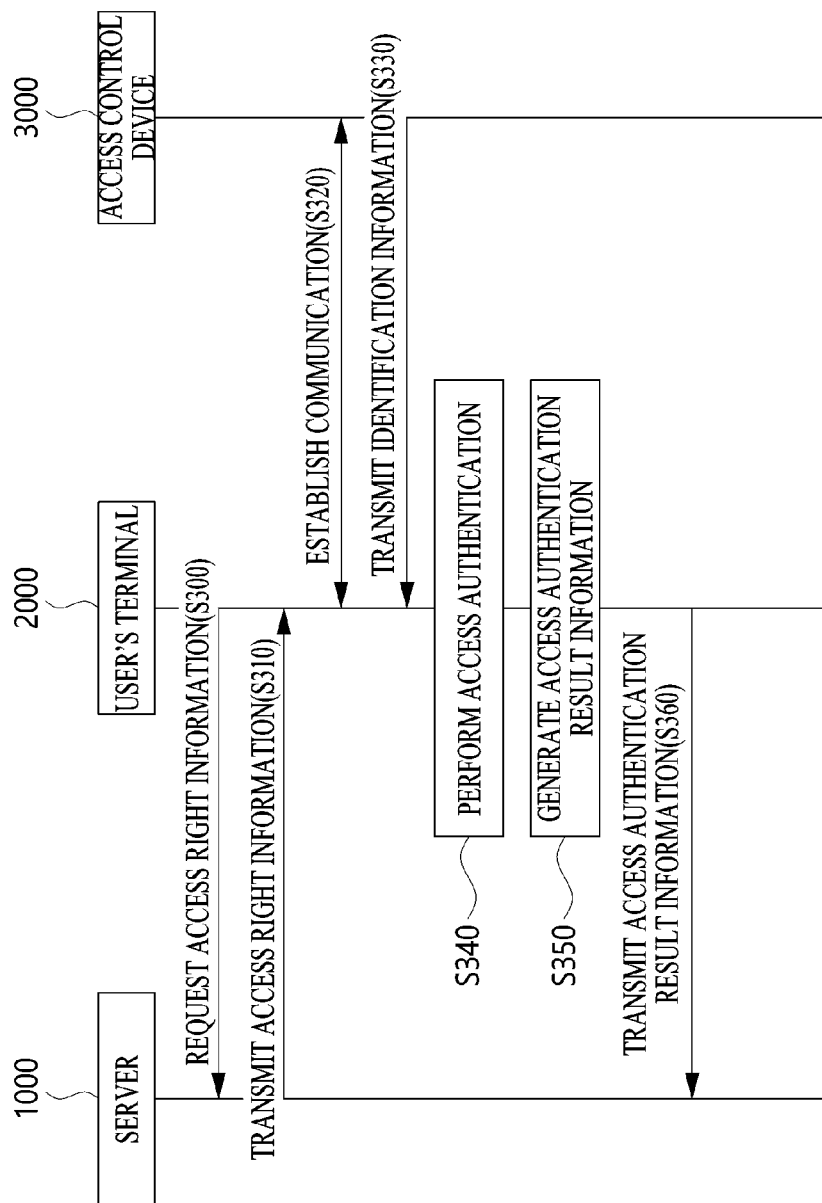 1000
2000
3000
SERVER
USER'S TERMINAL
ACCESS CONTROL
DEVICE
REQUEST ACCESS RIGHT INFORMATION(S300)
TRANSMIT ACCESS RIGHT INFORMATION(S310)
ESTABLISH COMMUNICATION(S320)
TRANSMIT IDENTIFICATION INFORMATION(S330)
PERFORM ACCESS AUTHENTICATION
S340
GENERATE ACCESS AUTHENTICATION
RESULT INFORMATION
S350
TRANSMIT ACCESS AUTHENTICATION
RESULT INFORMATION(S360)